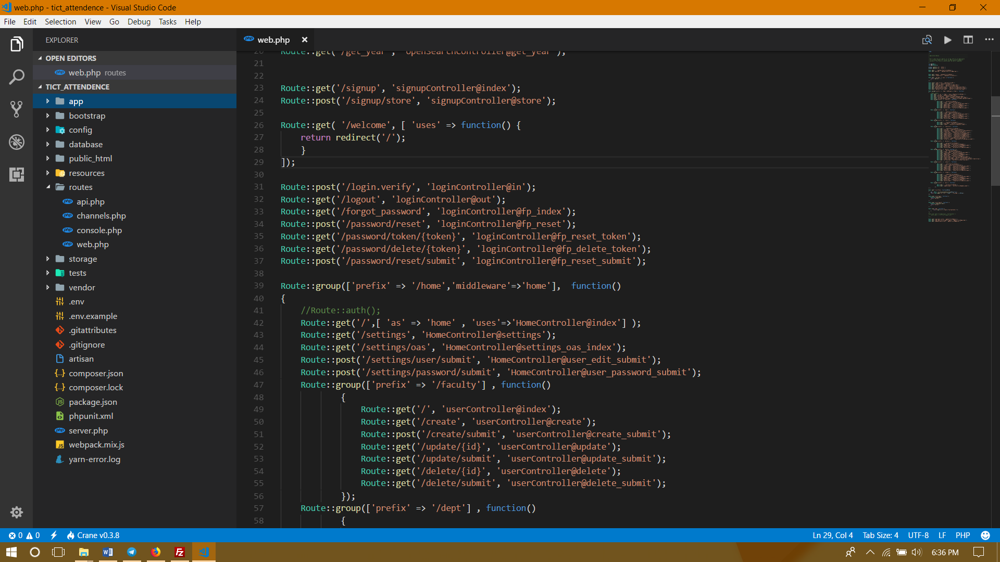 web.php - tict_attendence - Visual Studio Code
File Edit Selection View Go Debug Tasks Help
EXPLORER
OPEN EDITORS
web.php routes
TICT_ATTENDENCE
app
bootstrap
config
database
public_html
resources
routes
api.php
channels.php
console.php
web.php
storage
tests
vendor
.env
.env.example
.gitattributes
.gitignore
artisan
composer.json
composer.lock
package.json
phpunit.xml
server.php
webpack.mix.js
yarn-error.log
web.php
20 Route::get('/get_year', 'OpenSearchController@get_year');
21
22
23 Route::get('/signup', 'signupController@index');
24 Route::post('/signup/store', 'signupController@store');
25
26 Route::get( '/welcome', [ 'uses' => function() {
27 return redirect('/');
28 }
29 ]);
30
31 Route::post('/login.verify', 'loginController@in');
32 Route::get('/logout', 'loginController@out');
33 Route::get('/forgot_password', 'loginController@fp_index');
34 Route::post('/password/reset', 'loginController@fp_reset');
35 Route::get('/password/token/{token}', 'loginController@fp_reset_token');
36 Route::get('/password/delete/{token}', 'loginController@fp_delete_token');
37 Route::post('/password/reset/submit', 'loginController@fp_reset_submit');
38
39 Route::group(['prefix' => '/home','middleware'=>'home'],  function()
40 {
41 //Route::auth();
42 Route::get('/',[ 'as' => 'home' , 'uses'=>'HomeController@index'] );
43 Route::get('/settings', 'HomeController@settings');
44 Route::get('/settings/oas', 'HomeController@settings_oas_index');
45 Route::post('/settings/user/submit', 'HomeController@user_edit_submit');
46 Route::post('/settings/password/submit', 'HomeController@user_password_submit');
47 Route::group(['prefix' => '/faculty'] , function()
48 {
49 Route::get('/', 'userController@index');
50 Route::get('/create', 'userController@create');
51 Route::post('/create/submit', 'userController@create_submit');
52 Route::get('/update/{id}', 'userController@update');
53 Route::get('/update/submit', 'userController@update_submit');
54 Route::get('/delete/{id}', 'userController@delete');
55 Route::get('/delete/submit', 'userController@delete_submit');
56 });
57 Route::group(['prefix' => '/dept'] , function()
58 {
0 0 Crane v0.3.8 Ln 29, Col 4 Tab Size: 4 UTF-8 LF PHP
6:36 PM